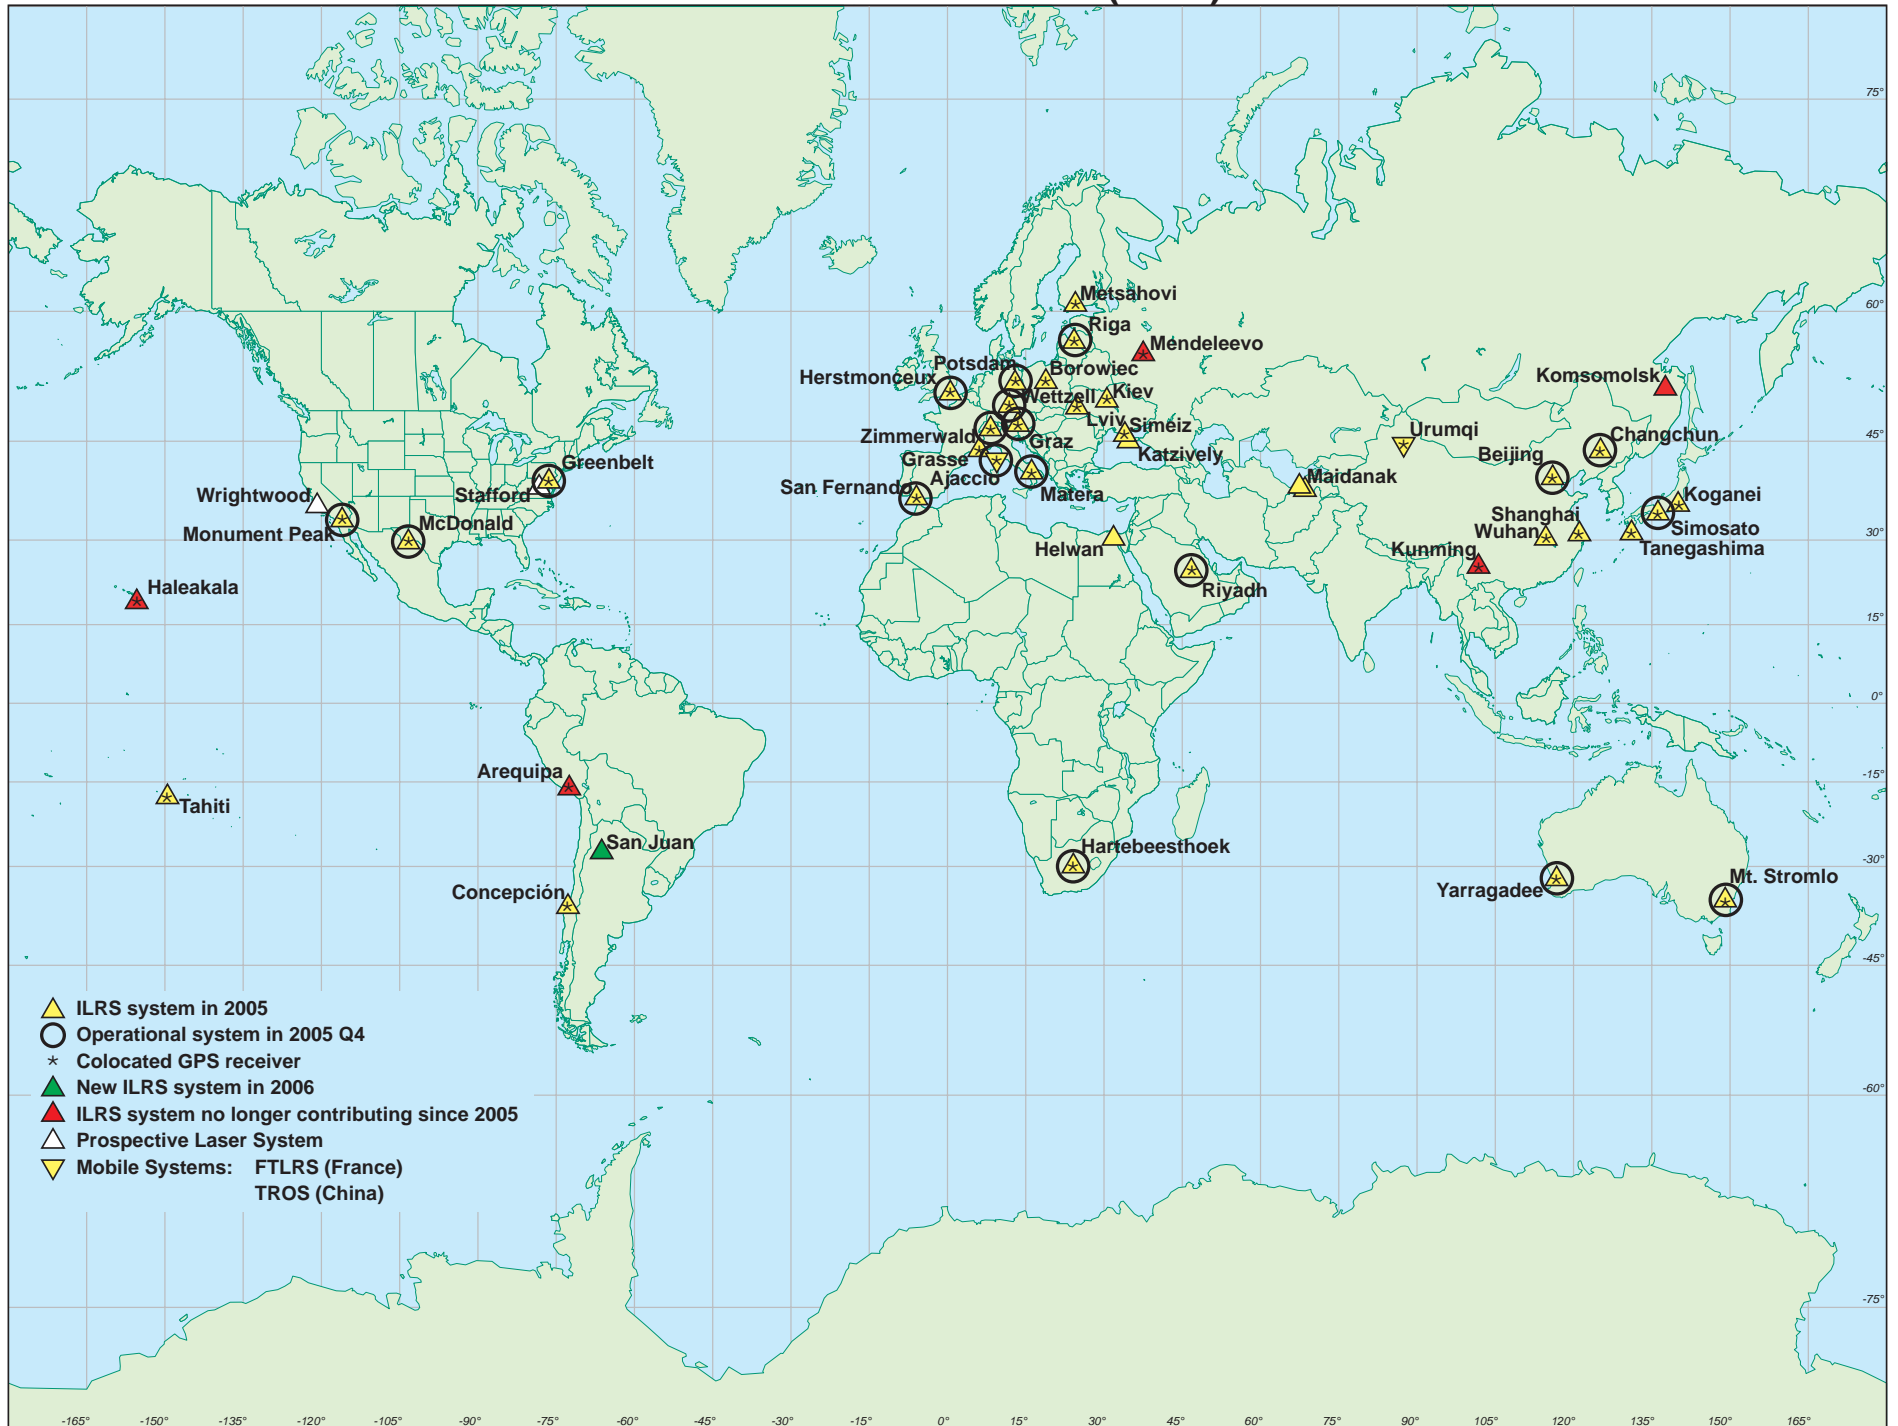 75°
Metsahovi
60°
Riga
Mendeleevo
Potsdam
Borowiec
Herstmonceux
Komsomolsk
Wettzell
Kiev
Lviv
Simeiz
Urumqi
Changchun
Zimmerwald
45°
Graz
Katzively
Beijing
Greenbelt
Grasse
Ajaccio
Maidanak
Wrightwood
Stafford
San Fernando
Matera
Koganei
McDonald
Shanghai
Monument Peak
Wuhan
Simosato
30°
Helwan
Kunming
Tanegashima
Haleakala
Riyadh
15°
0°
Arequipa
-15°
Tahiti
San Juan
Hartebeesthoek
-30°
Mt. Stromlo
Concepción
Yarragadee
-45°
ILRS system in 2005
Operational system in 2005 Q4
Colocated GPS receiver
New ILRS system in 2006
-60°
ILRS system no longer contributing since 2005
Prospective Laser System
Mobile Systems: FTLRS (France)
TROS (China)
-75°
-165° -150° -135° -120° -105° -90° -75° -60° -45° -30° -15° 0° 15° 30° 45° 60° 75° 90° 105° 120° 135° 150° 165°